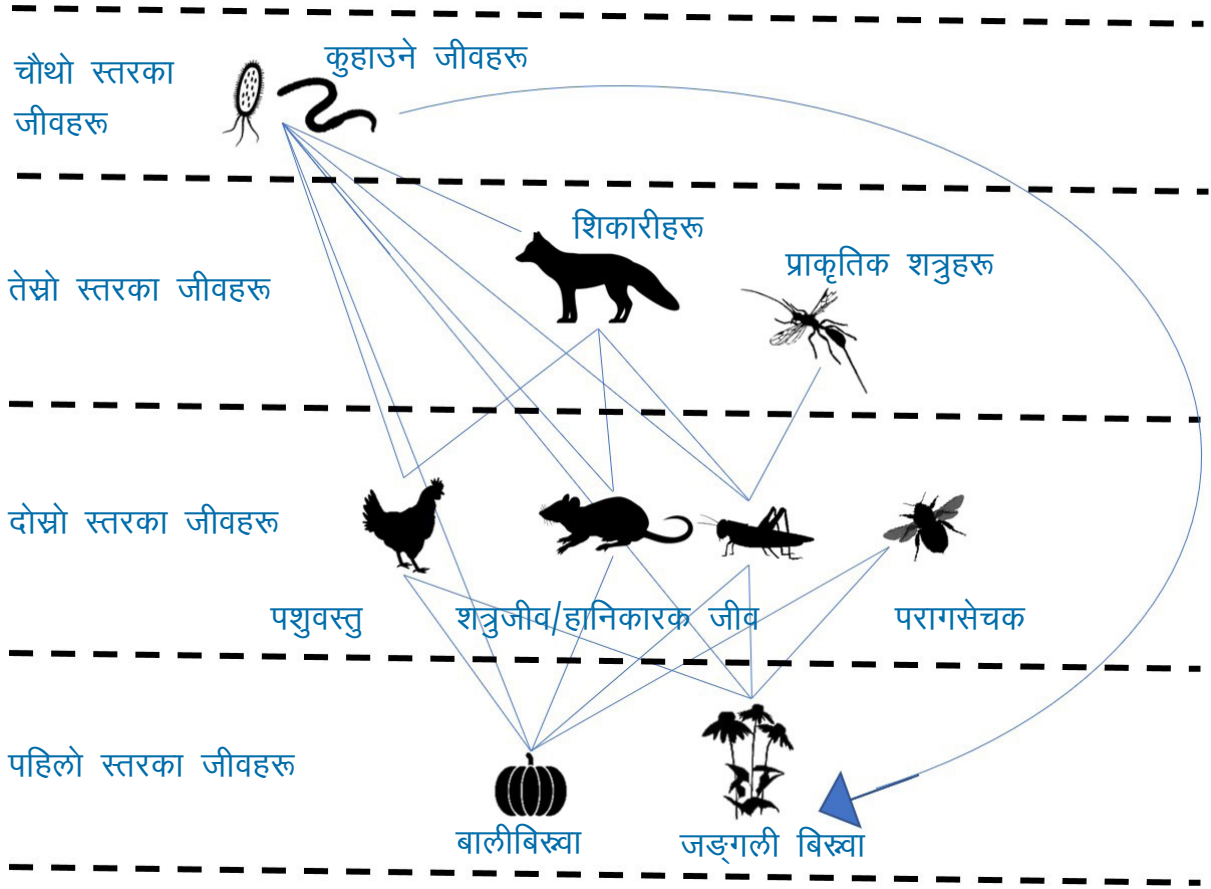 चौथो स्तरका
जीवहरू
कुहाउने जीवहरू
शिकारीहरू
प्राकृतिक शत्रुहरू
तेस्रो स्तरका जीवहरू
दोस्रो स्तरका जीवहरू
पशुवस्तु
शत्रुजीव/हानिकारक जीव
परागसेचक
पहिलो स्तरका जीवहरू
बालीबिरुवा
जङ्गली बिरुवा